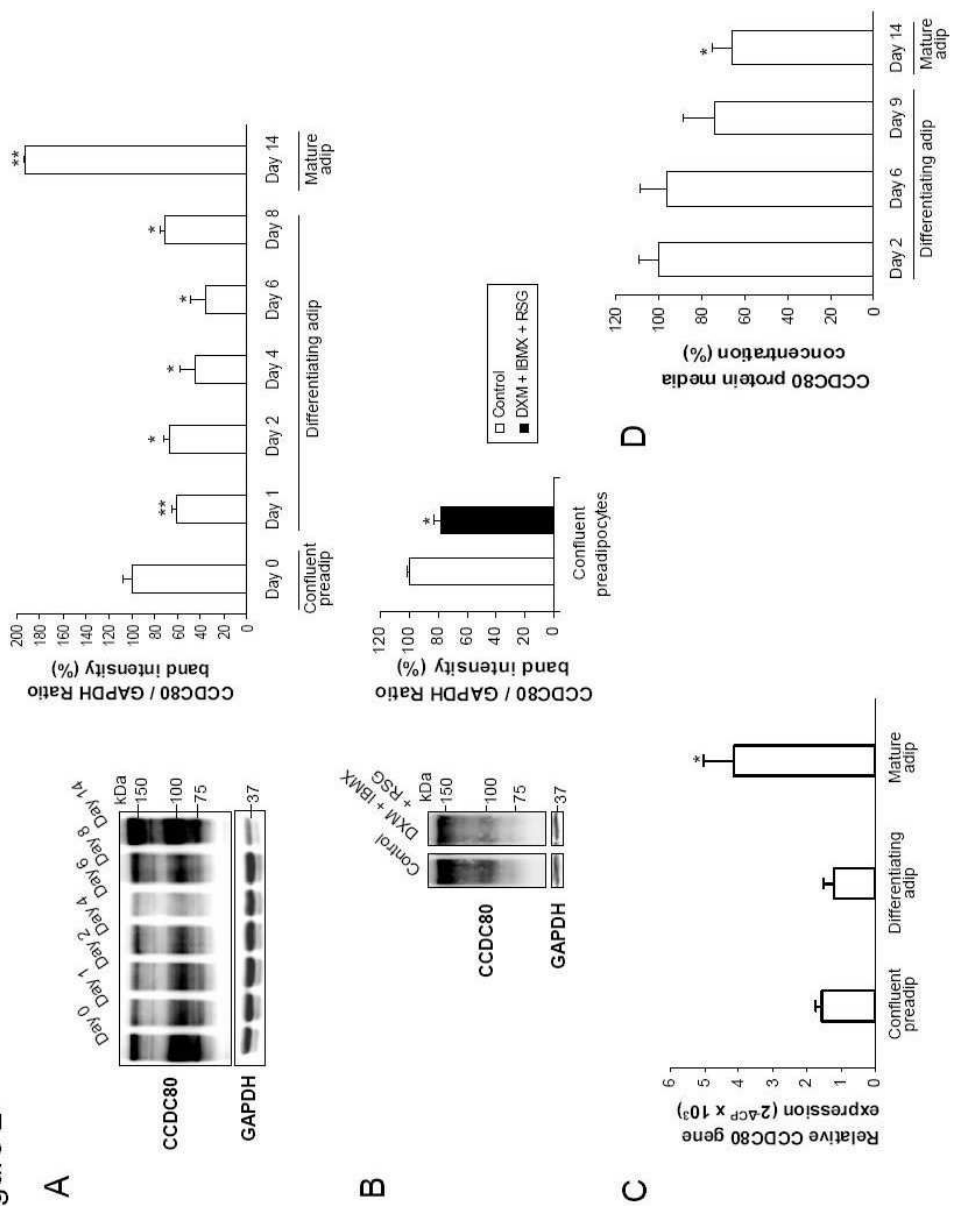 A
Day 0 Day 1 Day 2 Day 4 Day 6 Day 8 Day 14
kDa
CCDC80
150
100
75
GAPDH
37
CCDC80 / GAPDH Ratio
band intensity (%)
200
180
160
140
120
100
80
60
40
20
0
** * * * * **
Day 0 Day 1 Day 2 Day 4 Day 6 Day 8 Day 14
Confluent
preadip
Differentiating adip
Mature
adip
B
Control DXM + IBMX
+ RSG
kDa
CCDC80
150
100
75
GAPDH
37
CCDC80 / GAPDH Ratio
band intensity (%)
120
100
80
60
40
20
0
*
Confluent
preadipocytes
Control
DXM + IBMX + RSG
C
Relative CCDC80 gene
expression (2-ΔCP x 10³)
6
5
4
3
2
1
0
*
Confluent
preadip
Differentiating
adip
Mature
adip
D
CCDC80 protein media
concentration (%)
120
100
80
60
40
20
0
*
Day 2 Day 6 Day 9 Day 14
Differentiating adip
Mature
adip